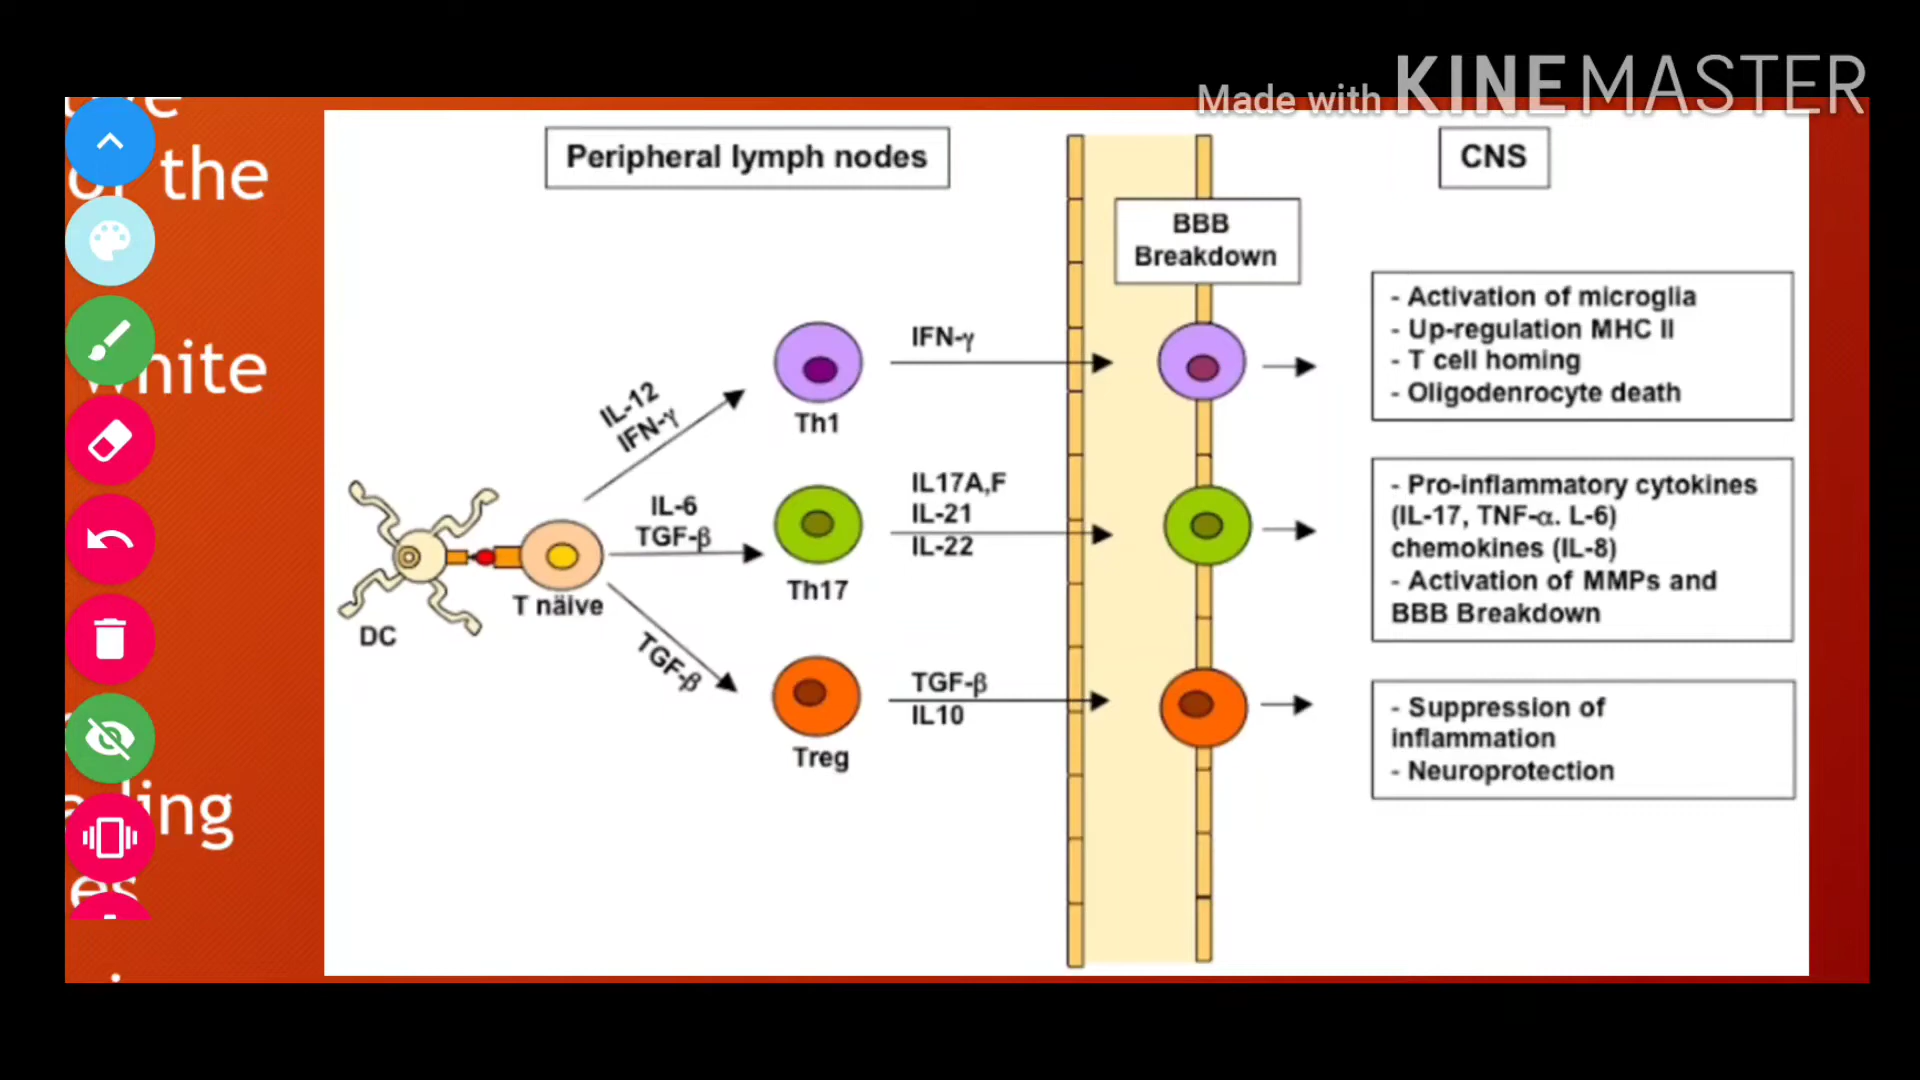 Made with KINEMASTER
of the
white
ing
es
Peripheral lymph nodes
CNS
BBB
Breakdown
IL-12
IFN-γ
IL-6
TGF-β
TGF-β
DC
T näive
Th1
Th17
Treg
IFN-γ
IL17A,F
IL-21
IL-22
TGF-β
IL10
- Activation of microglia
- Up-regulation MHC II
- T cell homing
- Oligodenrocyte death
- Pro-inflammatory cytokines
(IL-17, TNF-α. L-6)
chemokines (IL-8)
- Activation of MMPs and
BBB Breakdown
- Suppression of
inflammation
- Neuroprotection